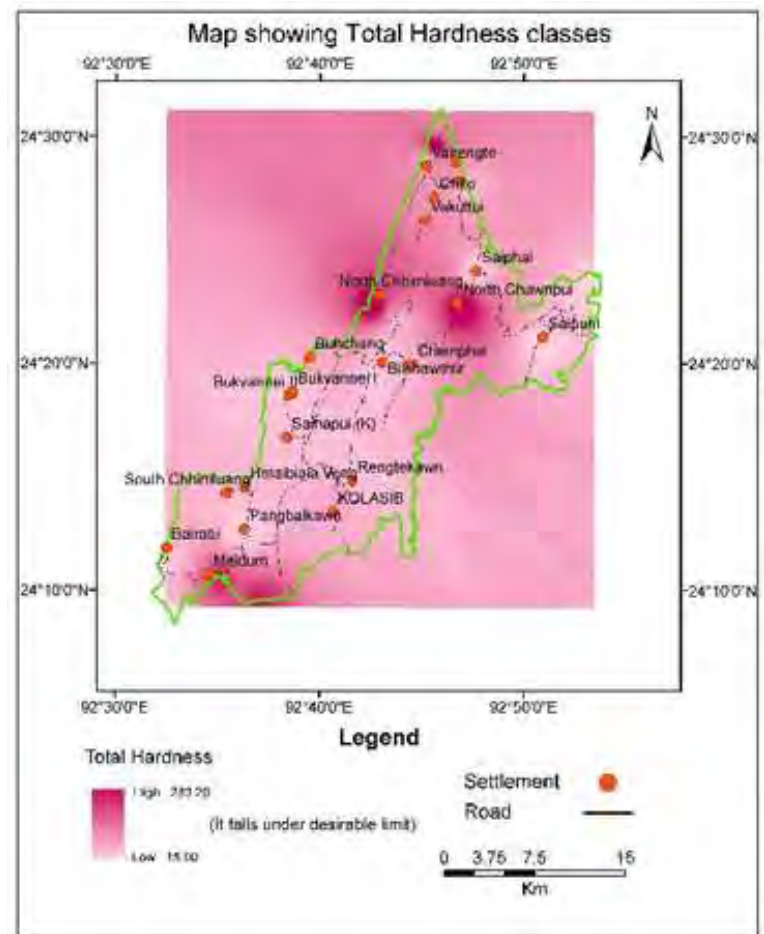 Map showing Total Hardness classes
92°30'0"E 92°40'0"E 92°50'0"E
24°30'0"N 24°30'0"N
N
Vairengte
Vakultui
Saiphai
North Chhimluang
North Chawnpui
Saipum
Buhchang
Chemphai
Bilkhawthlir
24°20'0"N 24°20'0"N
Bukvannei II Bukvannei I
Saihapui (K)
South Chhimluang
Rengtekawn
KOLASIB
Pangbalkawn
Bairabi
Meidum
24°10'0"N 24°10'0"N
92°30'0"E 92°40'0"E 92°50'0"E
Legend
Total Hardness
High
(It falls under desirable limit)
Low 15.00
Settlement
Road
0 3.75 7.5 15
Km